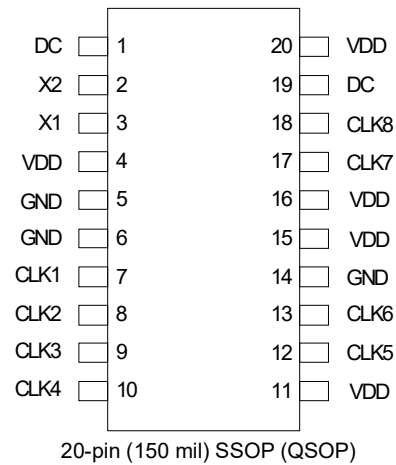 DC 1 20 VDD
X2 2 19 DC
X1 3 18 CLK8
VDD 4 17 CLK7
GND 5 16 VDD
GND 6 15 VDD
CLK1 7 14 GND
CLK2 8 13 CLK6
CLK3 9 12 CLK5
CLK4 10 11 VDD
20-pin (150 mil) SSOP (QSOP)